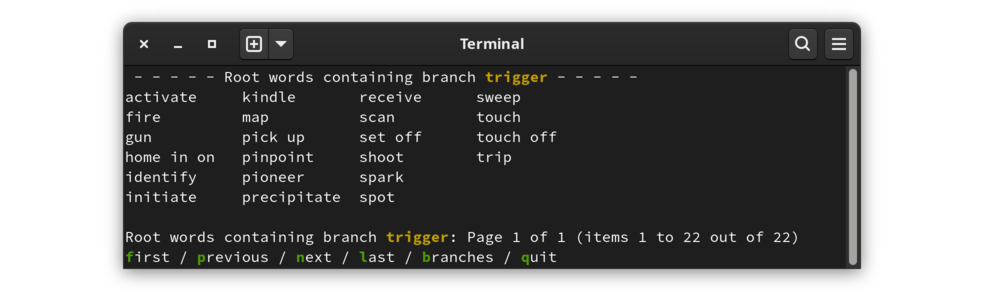 Terminal
- - - - - Root words containing branch trigger - - - - -
activate kindle receive sweep
fire map scan touch
gun pick up set off touch off
home in on pinpoint shoot trip
identify pioneer spark
initiate precipitate spot
Root words containing branch trigger: Page 1 of 1 (items 1 to 22 out of 22)
first / previous / next / last / branches / quit